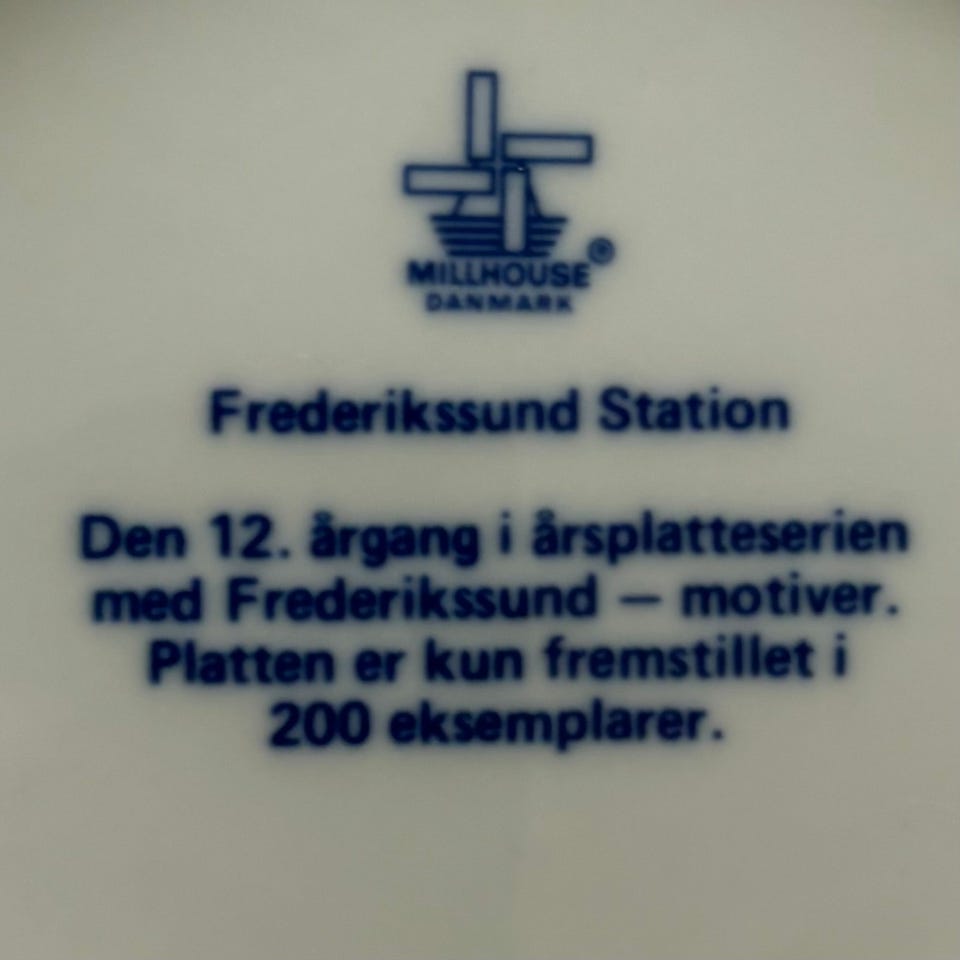 MILLHOUSE®
DANMARK
Frederikssund Station
Den 12. årgang i årsplatteserien
med Frederikssund – motiver.
Platten er kun fremstillet i
200 eksemplarer.